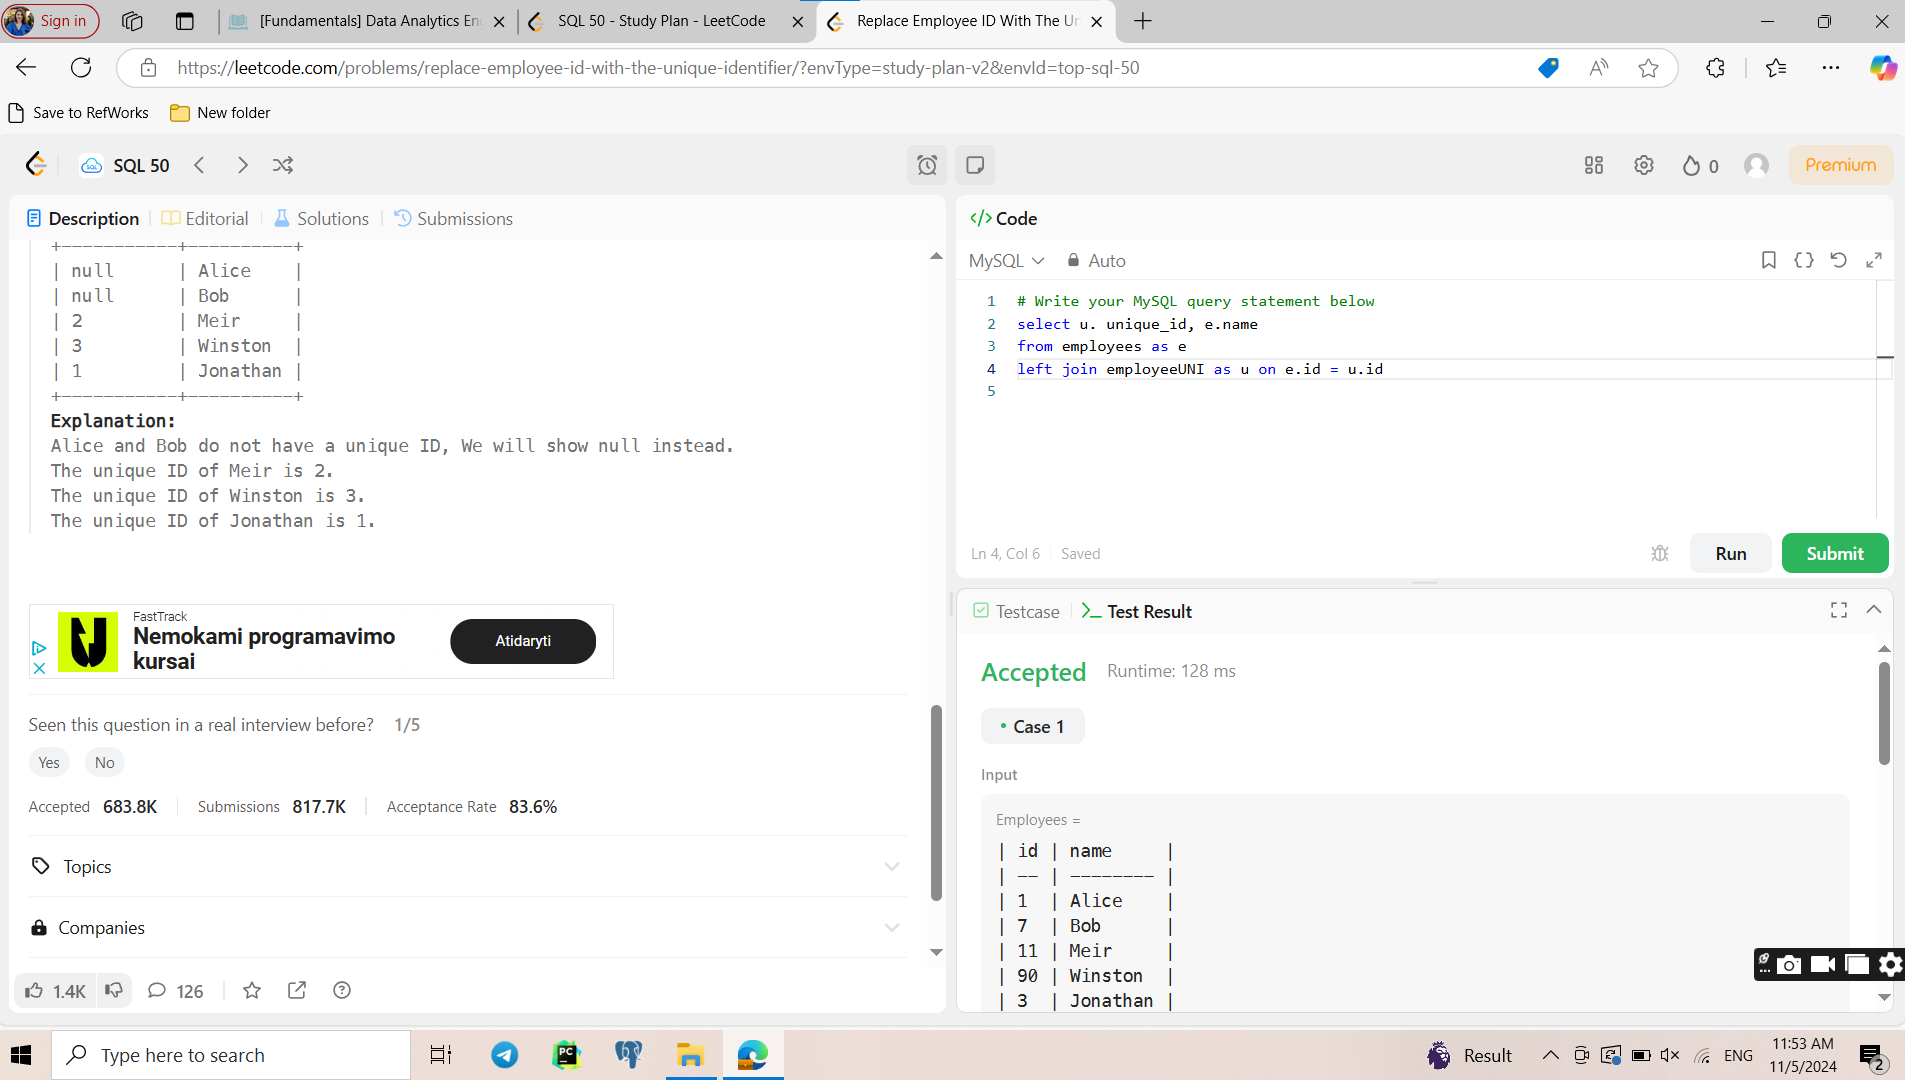 Sign in
[Fundamentals] Data Analytics En
SQL 50 - Study Plan - LeetCode
Replace Employee ID With The Un
https://leetcode.com/problems/replace-employee-id-with-the-unique-identifier/?envType=study-plan-v2&envId=top-sql-50
Save to RefWorks
New folder
SQL 50
0
Premium
Description
Editorial
Solutions
Submissions
+-----------+----------+
| null      | Alice    |
| null      | Bob      |
| 2         | Meir     |
| 3         | Winston  |
| 1         | Jonathan |
+-----------+----------+
Explanation:
Alice and Bob do not have a unique ID, We will show null instead.
The unique ID of Meir is 2.
The unique ID of Winston is 3.
The unique ID of Jonathan is 1.
FastTrack
Nemokami programavimo
kursai
Atidaryti
Seen this question in a real interview before? 1/5
Yes No
Accepted 683.8K Submissions 817.7K Acceptance Rate 83.6%
Topics
Companies
1.4K 126
</> Code
MySQL Auto
1 # Write your MySQL query statement below
2 select u. unique_id, e.name
3 from employees as e
4 left join employeeUNI as u on e.id = u.id
5
Ln 4, Col 6 Saved
Run Submit
Testcase >_ Test Result
Accepted Runtime: 128 ms
• Case 1
Input
Employees =
| id | name     |
| -- | -------- |
| 1  | Alice    |
| 7  | Bob      |
| 11 | Meir     |
| 90 | Winston  |
| 3  | Jonathan |
Type here to search
PC
Result
ENG
11:53 AM
11/5/2024
2